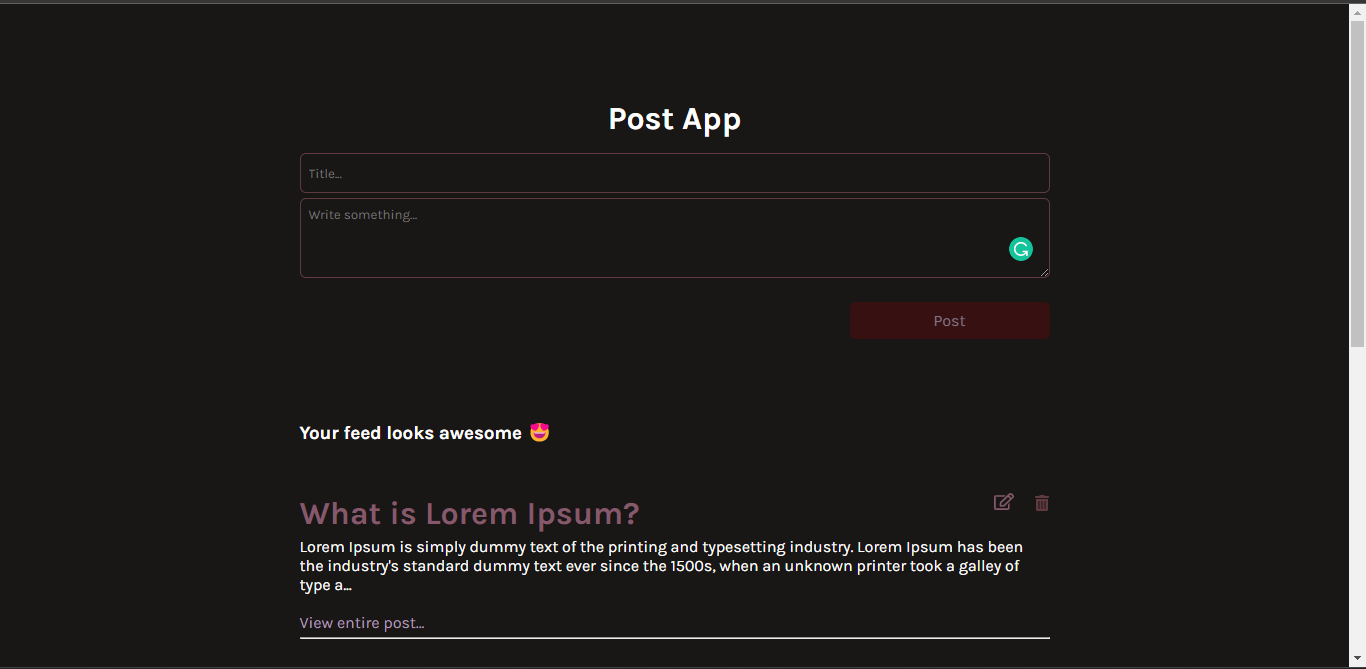 Post App
Title...
Write something...
Post
Your feed looks awesome 😍
What is Lorem Ipsum?
Lorem Ipsum is simply dummy text of the printing and typesetting industry. Lorem Ipsum has been
the industry's standard dummy text ever since the 1500s, when an unknown printer took a galley of
type a...
View entire post...